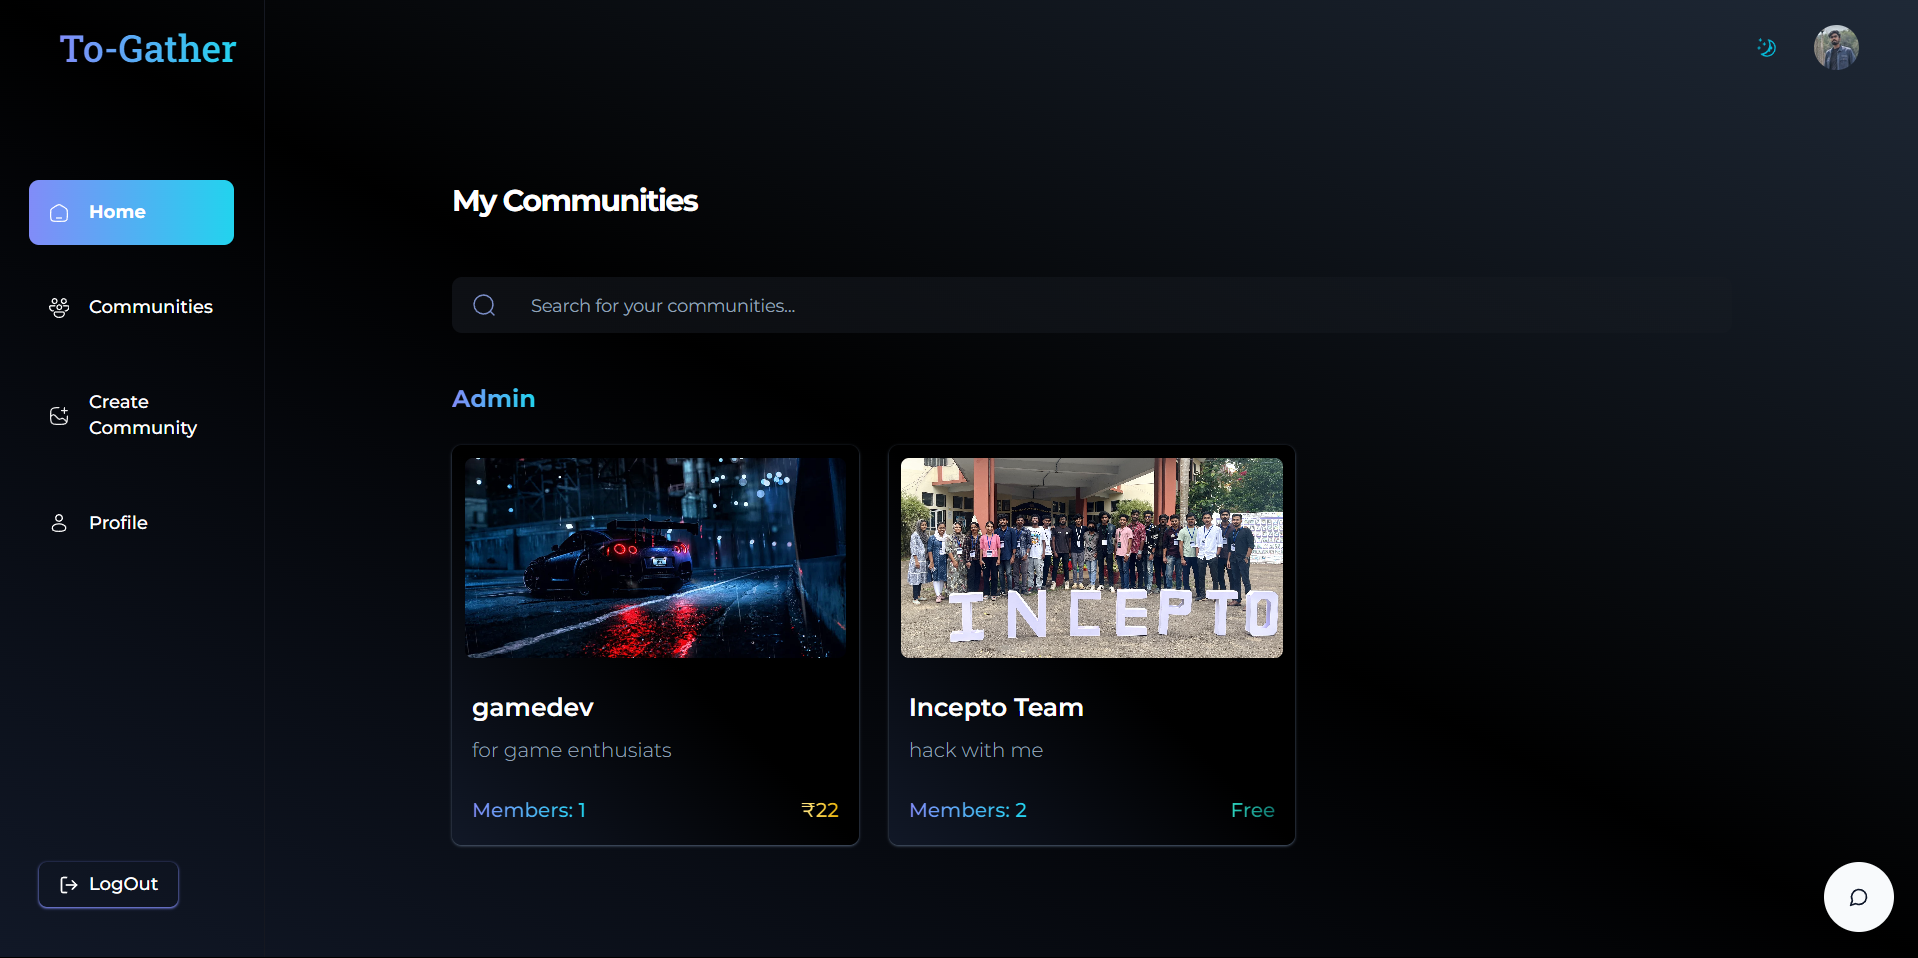 To-Gather
Home
Communities
Create
Community
Profile
LogOut
My Communities
Search for your communities...
Admin
gamedev
for game enthusiats
Members: 1
₹22
INCEPTO
Incepto Team
hack with me
Members: 2
Free